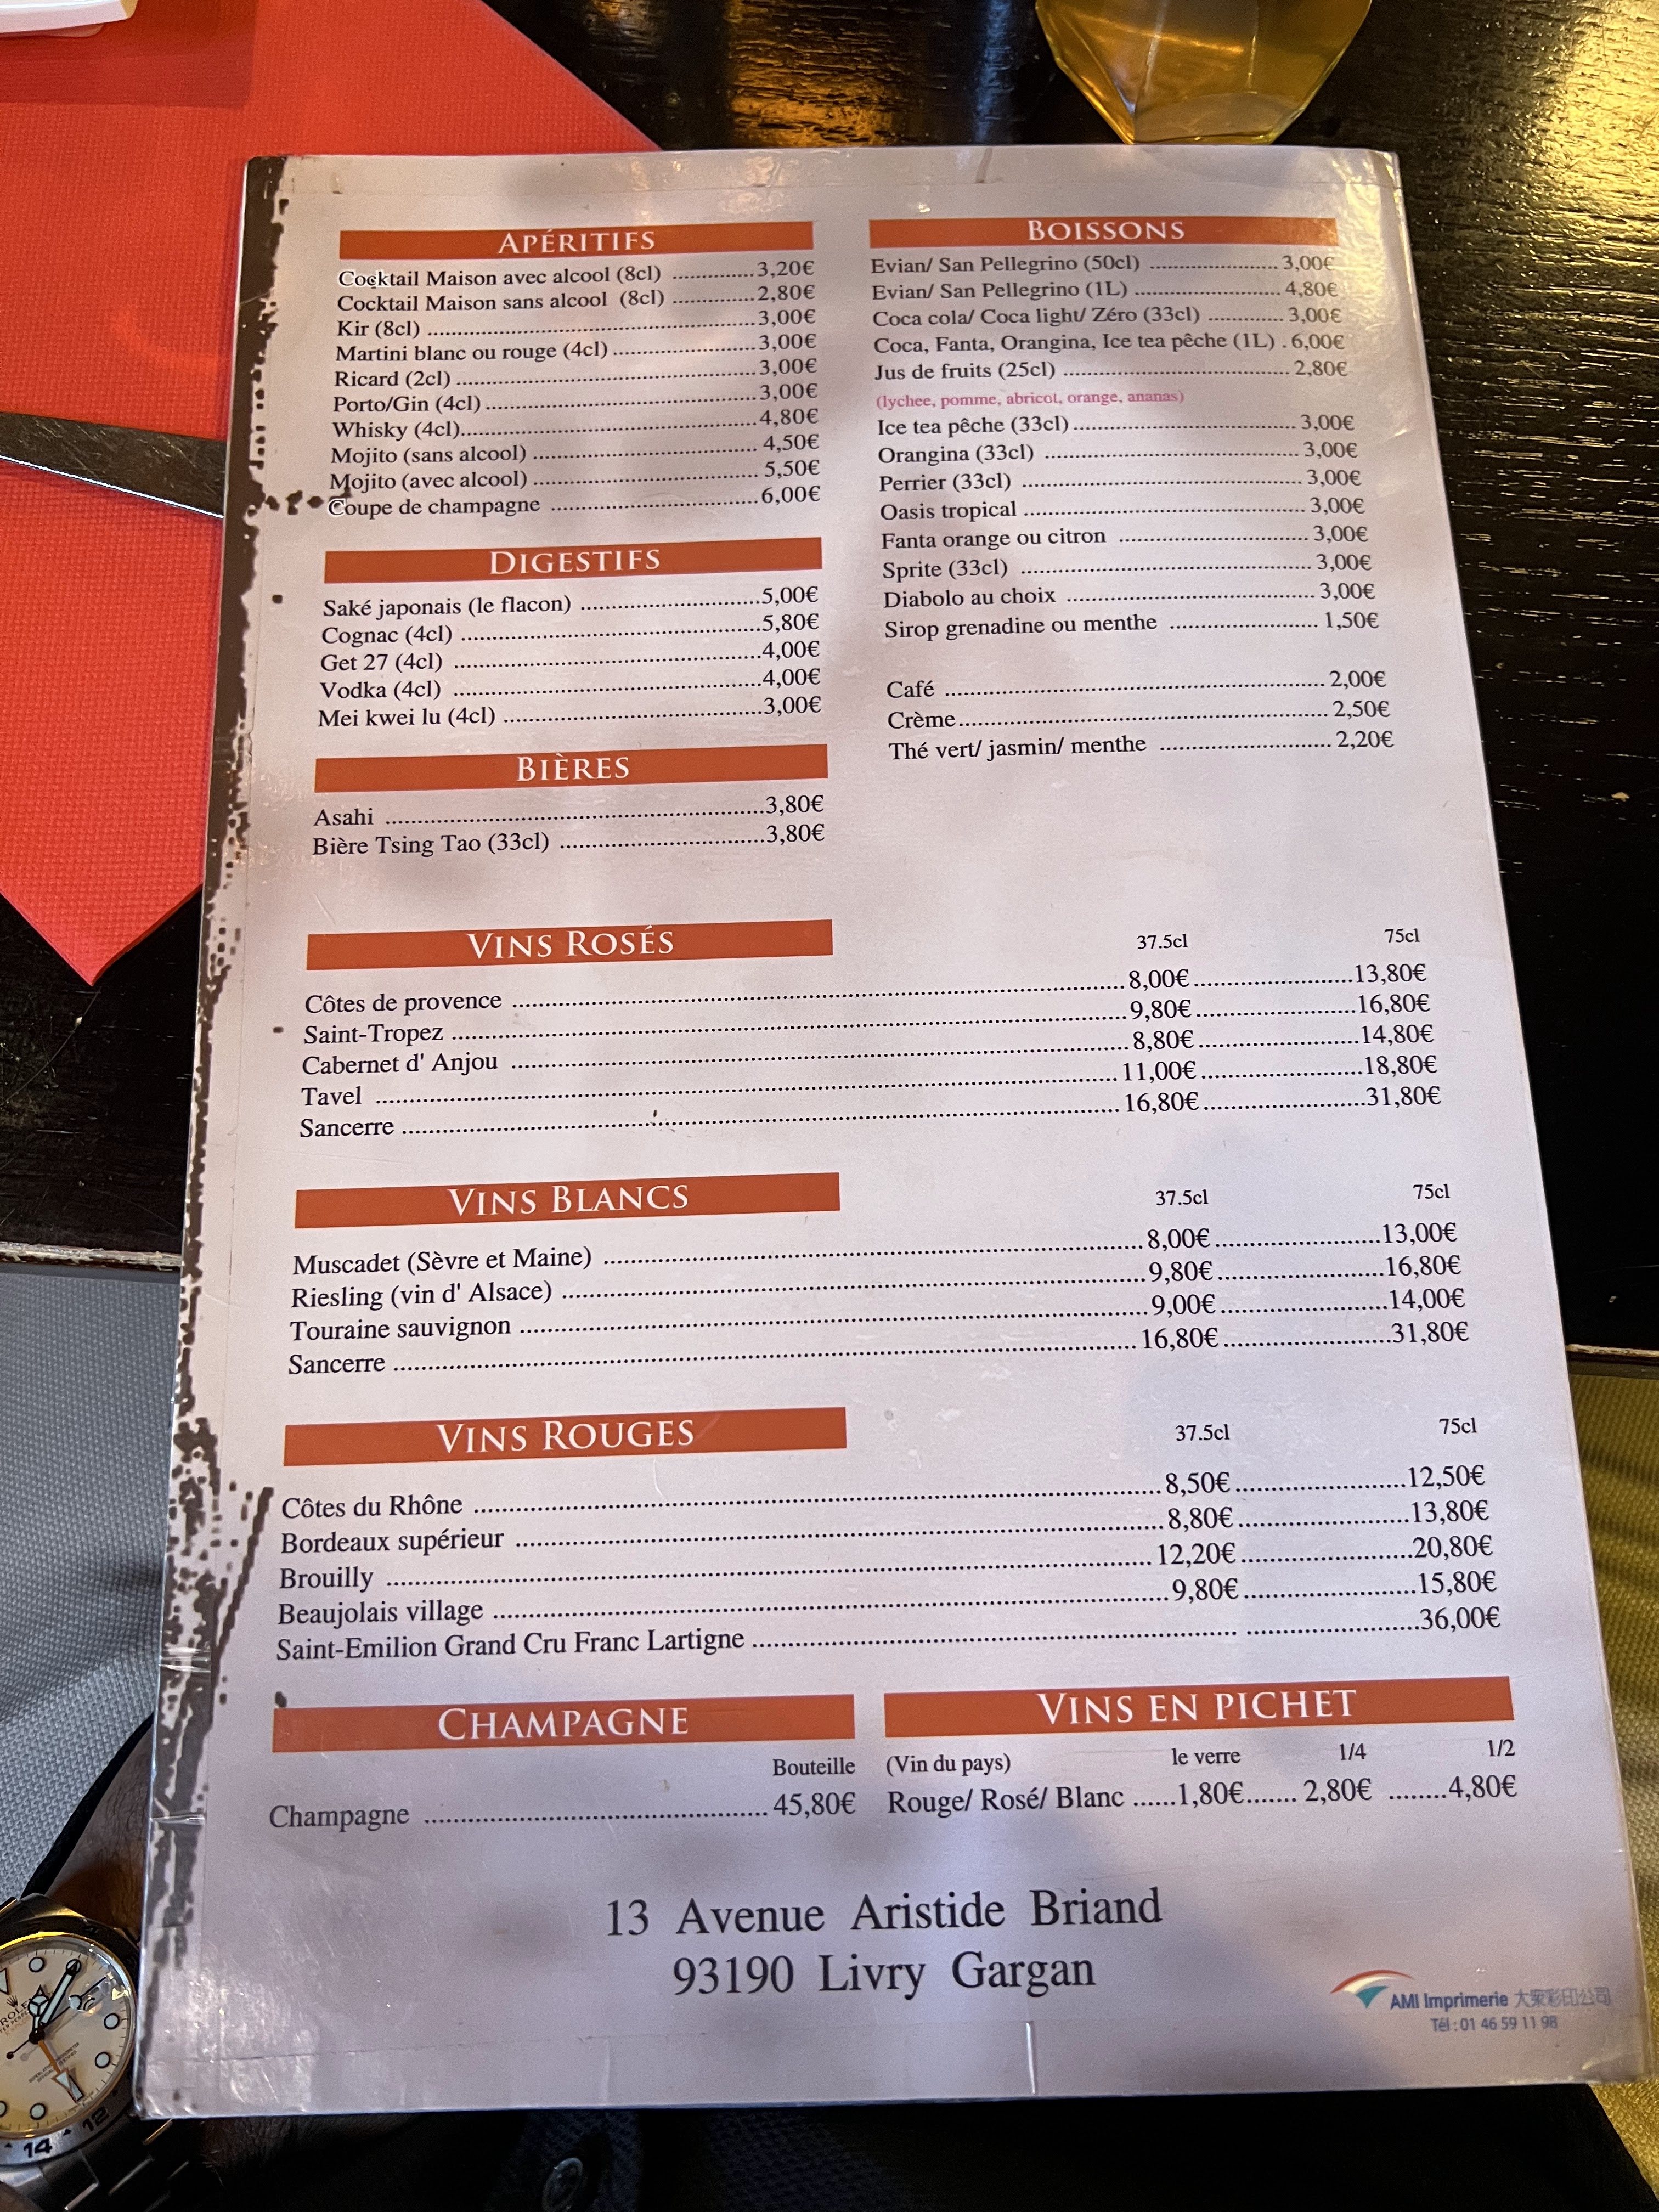 APÉRITIFS
Cocktail Maison avec alcool (8cl) ..............3,20€
Cocktail Maison sans alcool (8cl) ..............2,80€
Kir (8cl) ..............3,00€
Martini blanc ou rouge (4cl) ..............3,00€
Ricard (2cl) ..............3,00€
Porto/Gin (4cl) ..............3,00€
Whisky (4cl)..............4,80€
Mojito (sans alcool) .............. 4,50€
Mojito (avec alcool) .............. 5,50€
Coupe de champagne ..............6,00€
DIGESTIFS
Saké japonais (le flacon) ..............5,00€
Cognac (4cl) ..............5,80€
Get 27 (4cl) ..............4,00€
Vodka (4cl) ..............4,00€
Mei kwei lu (4cl) ..............3,00€
BIÈRES
Asahi ..............3,80€
Bière Tsing Tao (33cl) ..............3,80€
BOISSONS
Evian/ San Pellegrino (50cl) .............. 3,00€
Evian/ San Pellegrino (1L) .............. 4,80€
Coca cola/ Coca light/ Zéro (33cl) .............. 3,00€
Coca, Fanta, Orangina, Ice tea pêche (1L) . 6,00€
Jus de fruits (25cl) .............. 2,80€
(lychee, pomme, abricot, orange, ananas)
Ice tea pêche (33cl) .............. 3,00€
Orangina (33cl) .............. 3,00€
Perrier (33cl) .............. 3,00€
Oasis tropical .............. 3,00€
Fanta orange ou citron .............. 3,00€
Sprite (33cl) .............. 3,00€
Diabolo au choix .............. 3,00€
Sirop grenadine ou menthe .............. 1,50€
Café .............. 2,00€
Crème.............. 2,50€
Thé vert/ jasmin/ menthe .............. 2,20€
VINS ROSÉS 37.5cl 75cl
Côtes de provence ..............8,00€..............13,80€
Saint-Tropez ..............9,80€..............16,80€
Cabernet d' Anjou ..............8,80€..............14,80€
Tavel ..............11,00€..............18,80€
Sancerre ..............16,80€..............31,80€
VINS BLANCS 37.5cl 75cl
Muscadet (Sèvre et Maine) ..............8,00€..............13,00€
Riesling (vin d' Alsace) ..............9,80€..............16,80€
Touraine sauvignon ..............9,00€..............14,00€
Sancerre ..............16,80€..............31,80€
VINS ROUGES 37.5cl 75cl
Côtes du Rhône ..............8,50€..............12,50€
Bordeaux supérieur ..............8,80€..............13,80€
Brouilly ..............12,20€..............20,80€
Beaujolais village ..............9,80€..............15,80€
Saint-Emilion Grand Cru Franc Lartigne ..............36,00€
CHAMPAGNE
Bouteille
Champagne .............. 45,80€
VINS EN PICHET
(Vin du pays) le verre 1/4 1/2
Rouge/ Rosé/ Blanc ......1,80€....... 2,80€ ........4,80€
13 Avenue Aristide Briand
93190 Livry Gargan
AMI Imprimerie 大衆彩印公司
Tél : 01 46 59 11 98
14
12